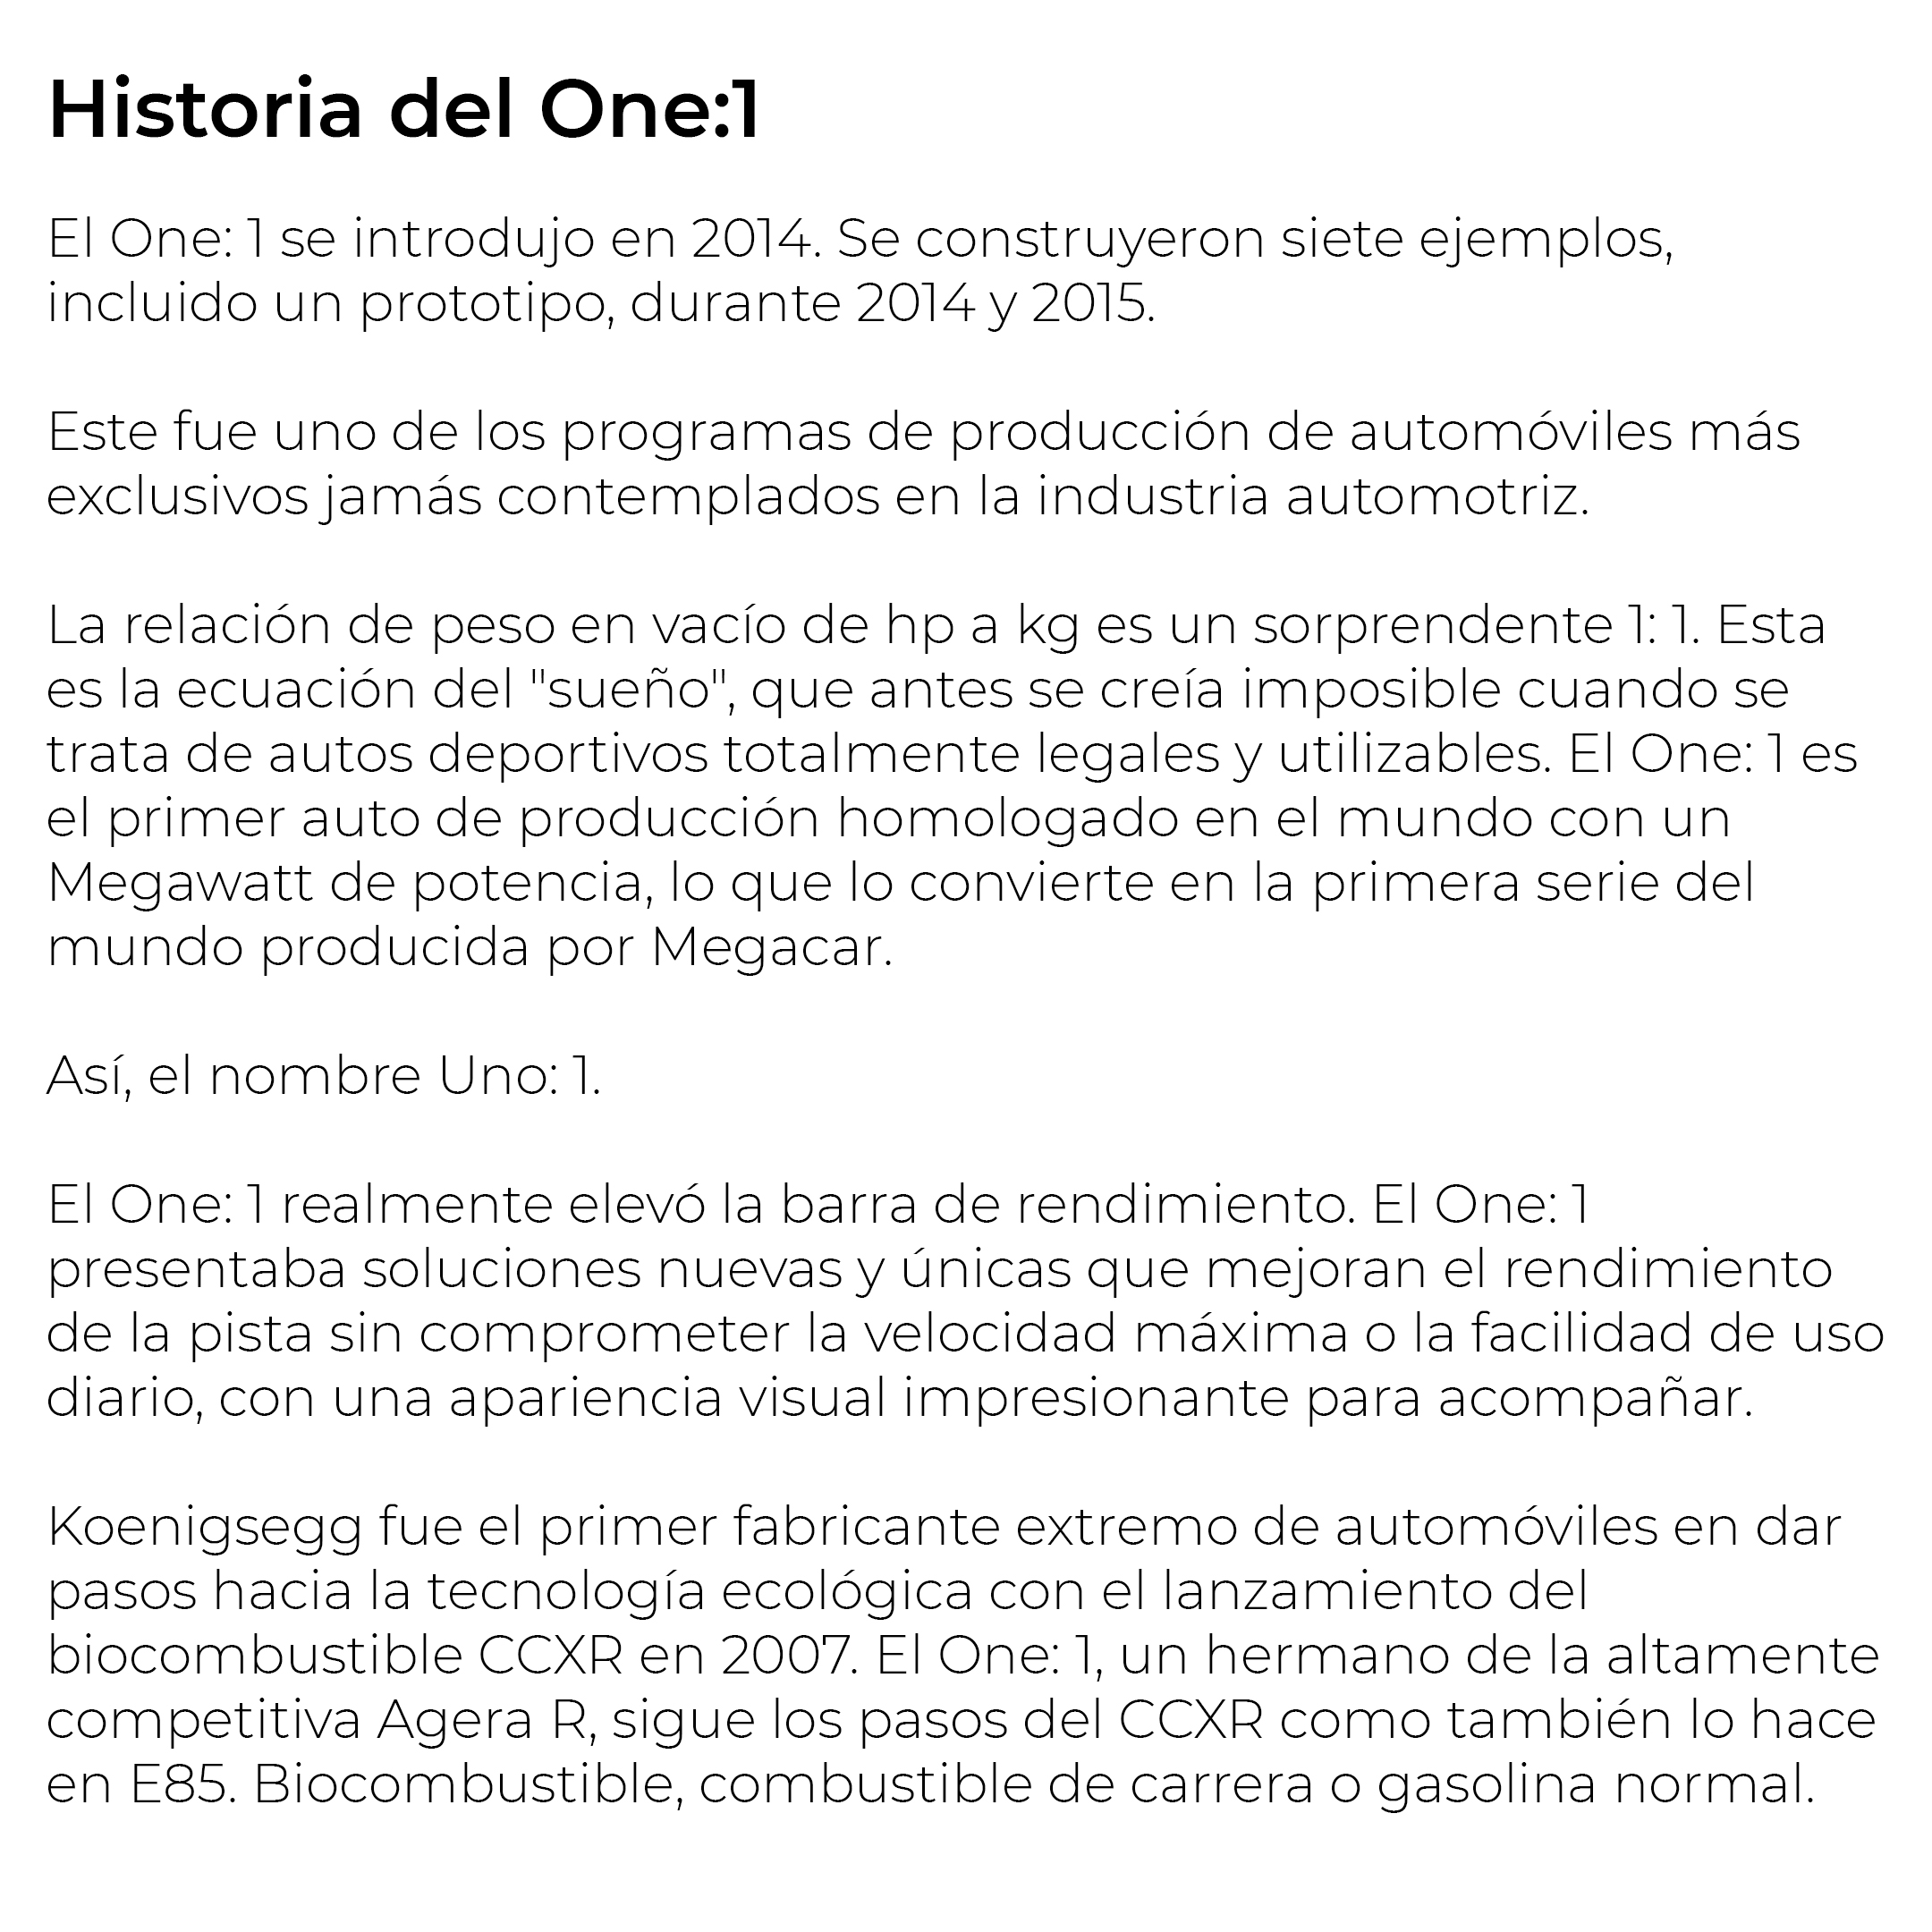 Historia del One:1
El One: 1 se introdujo en 2014. Se construyeron siete ejemplos,
incluido un prototipo, durante 2014 y 2015.
Este fue uno de los programas de producción de automóviles más
exclusivos jamás contemplados en la industria automotriz.
La relación de peso en vacío de hp a kg es un sorprendente 1: 1. Esta
es la ecuación del "sueño", que antes se creía imposible cuando se
trata de autos deportivos totalmente legales y utilizables. El One: 1 es
el primer auto de producción homologado en el mundo con un
Megawatt de potencia, lo que lo convierte en la primera serie del
mundo producida por Megacar.
Así, el nombre Uno: 1.
El One: 1 realmente elevó la barra de rendimiento. El One: 1
presentaba soluciones nuevas y únicas que mejoran el rendimiento
de la pista sin comprometer la velocidad máxima o la facilidad de uso
diario, con una apariencia visual impresionante para acompañar.
Koenigsegg fue el primer fabricante extremo de automóviles en dar
pasos hacia la tecnología ecológica con el lanzamiento del
biocombustible CCXR en 2007. El One: 1, un hermano de la altamente
competitiva Agera R, sigue los pasos del CCXR como también lo hace
en E85. Biocombustible, combustible de carrera o gasolina normal.